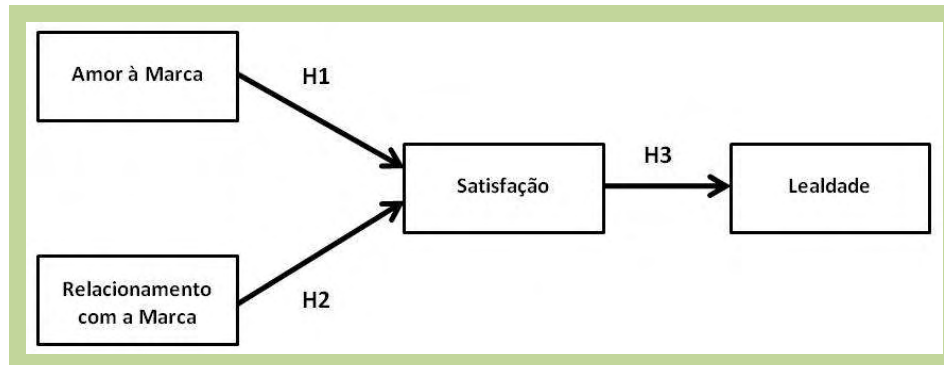 Amor à Marca
H1
Satisfação
H3
Lealdade
Relacionamento
com a Marca
H2